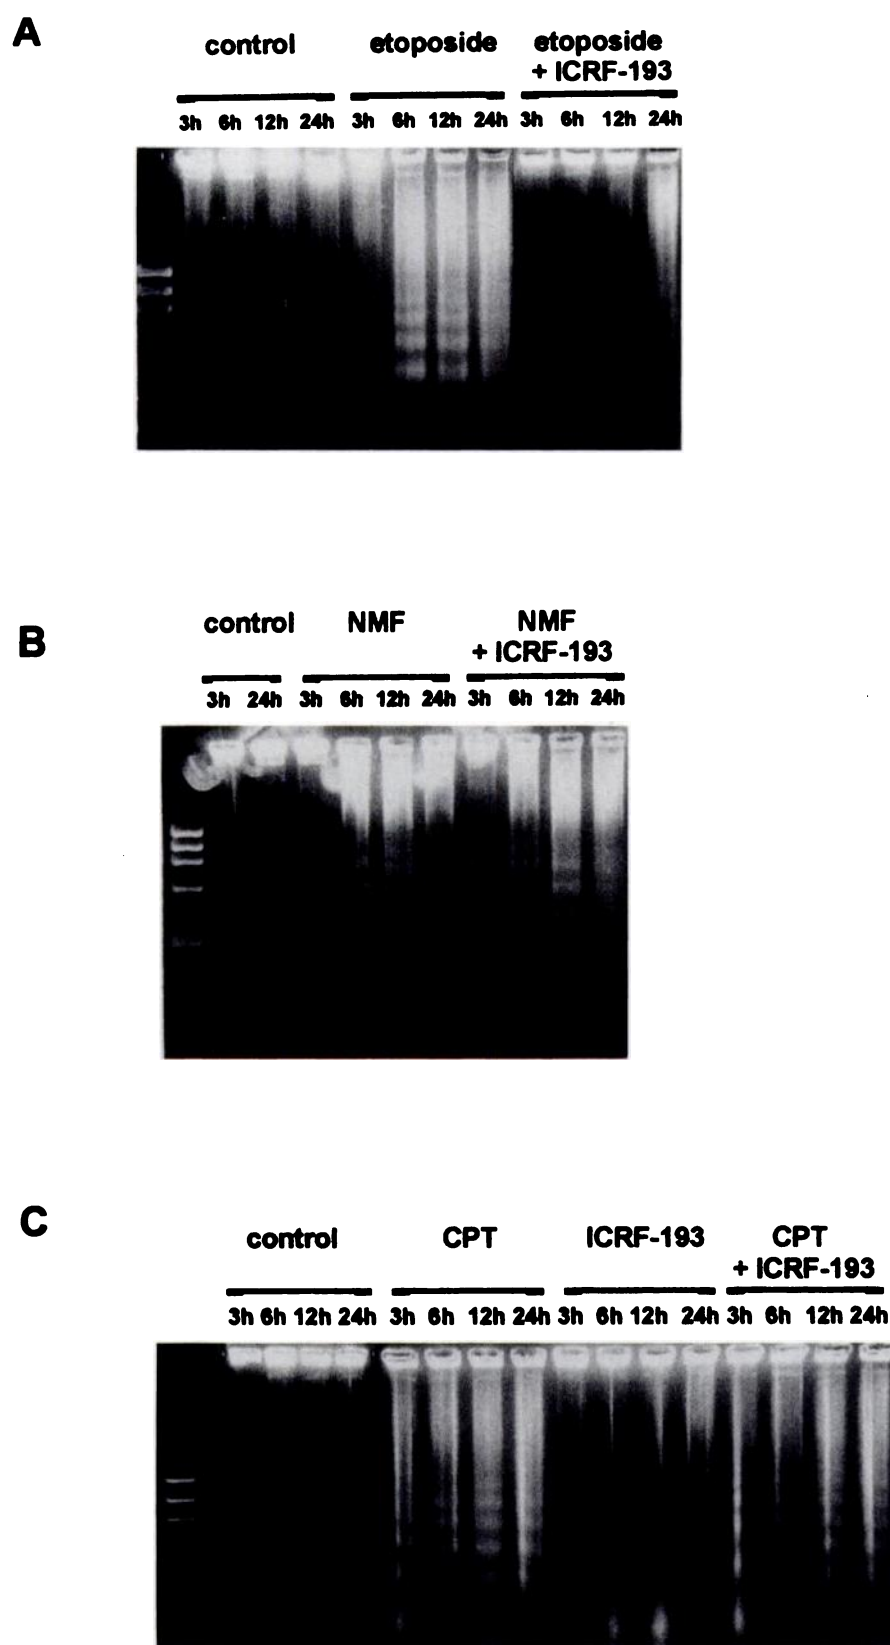 A
control etoposide etoposide
+ ICRF-193
3h 6h 12h 24h 3h 6h 12h 24h 3h 6h 12h 24h
B
control NMF NMF
+ ICRF-193
3h 24h 3h 6h 12h 24h 3h 6h 12h 24h
C
control CPT ICRF-193 CPT
+ ICRF-193
3h 6h 12h 24h 3h 6h 12h 24h 3h 6h 12h 24h 3h 6h 12h 24h